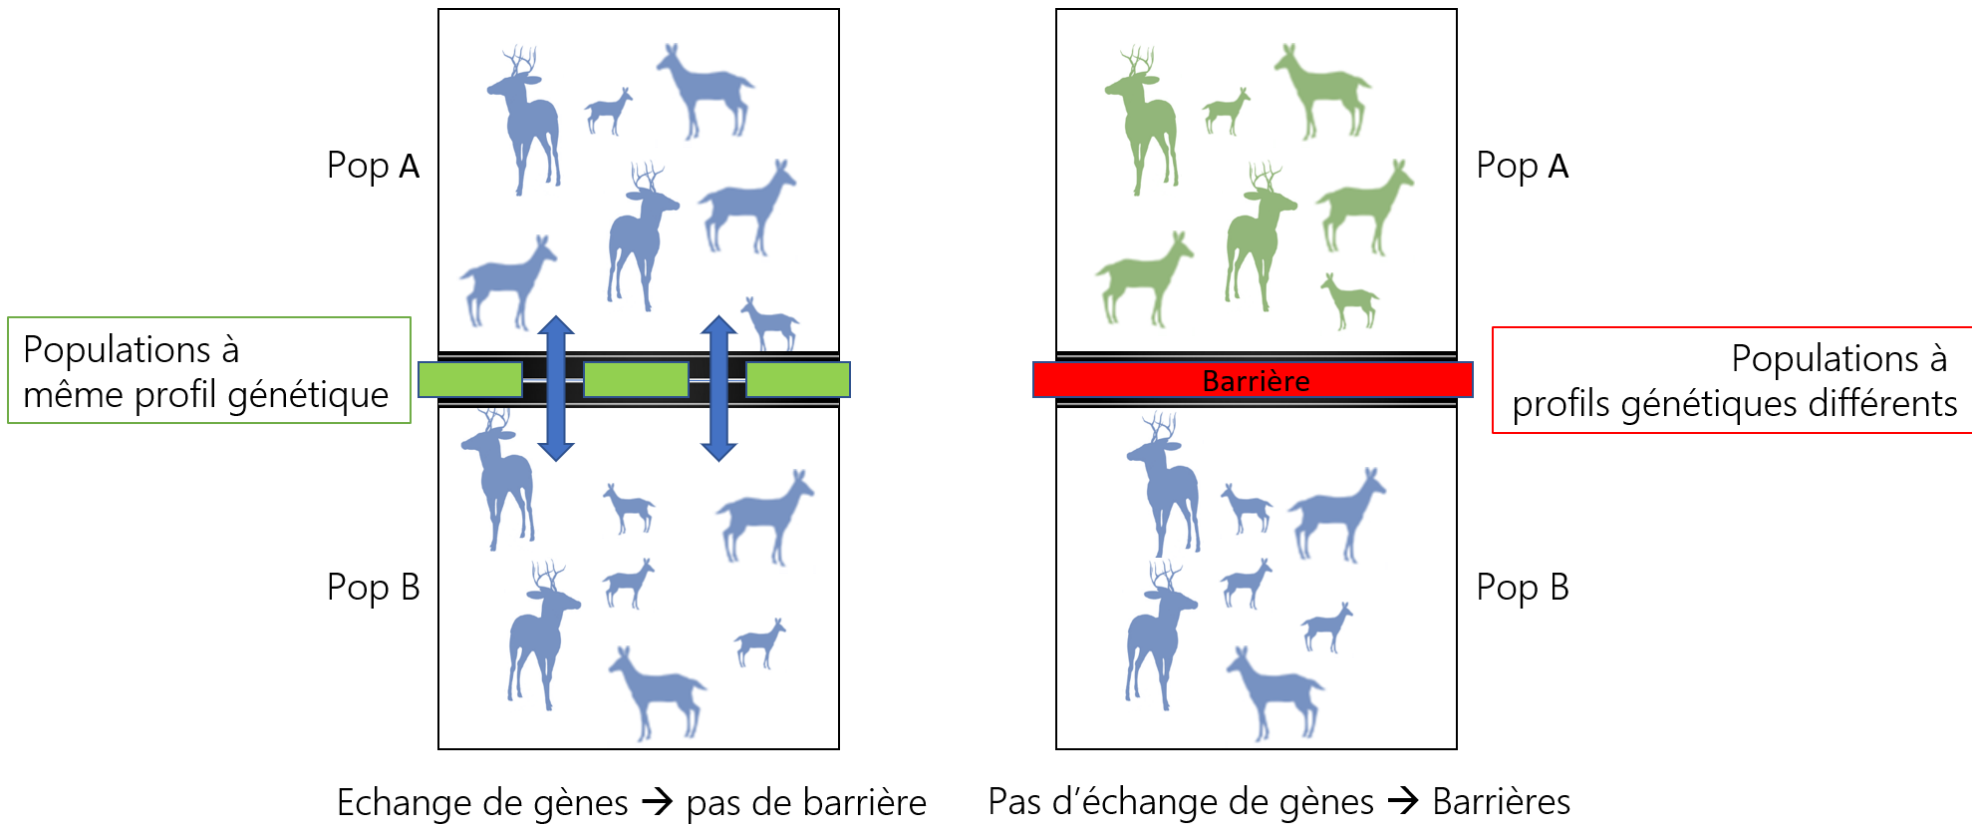 Pop A
Populations à
même profil génétique
Pop B
Echange de gènes → pas de barrière
Pop A
Barrière
Populations à
profils génétiques différents
Pop B
Pas d’échange de gènes → Barrières